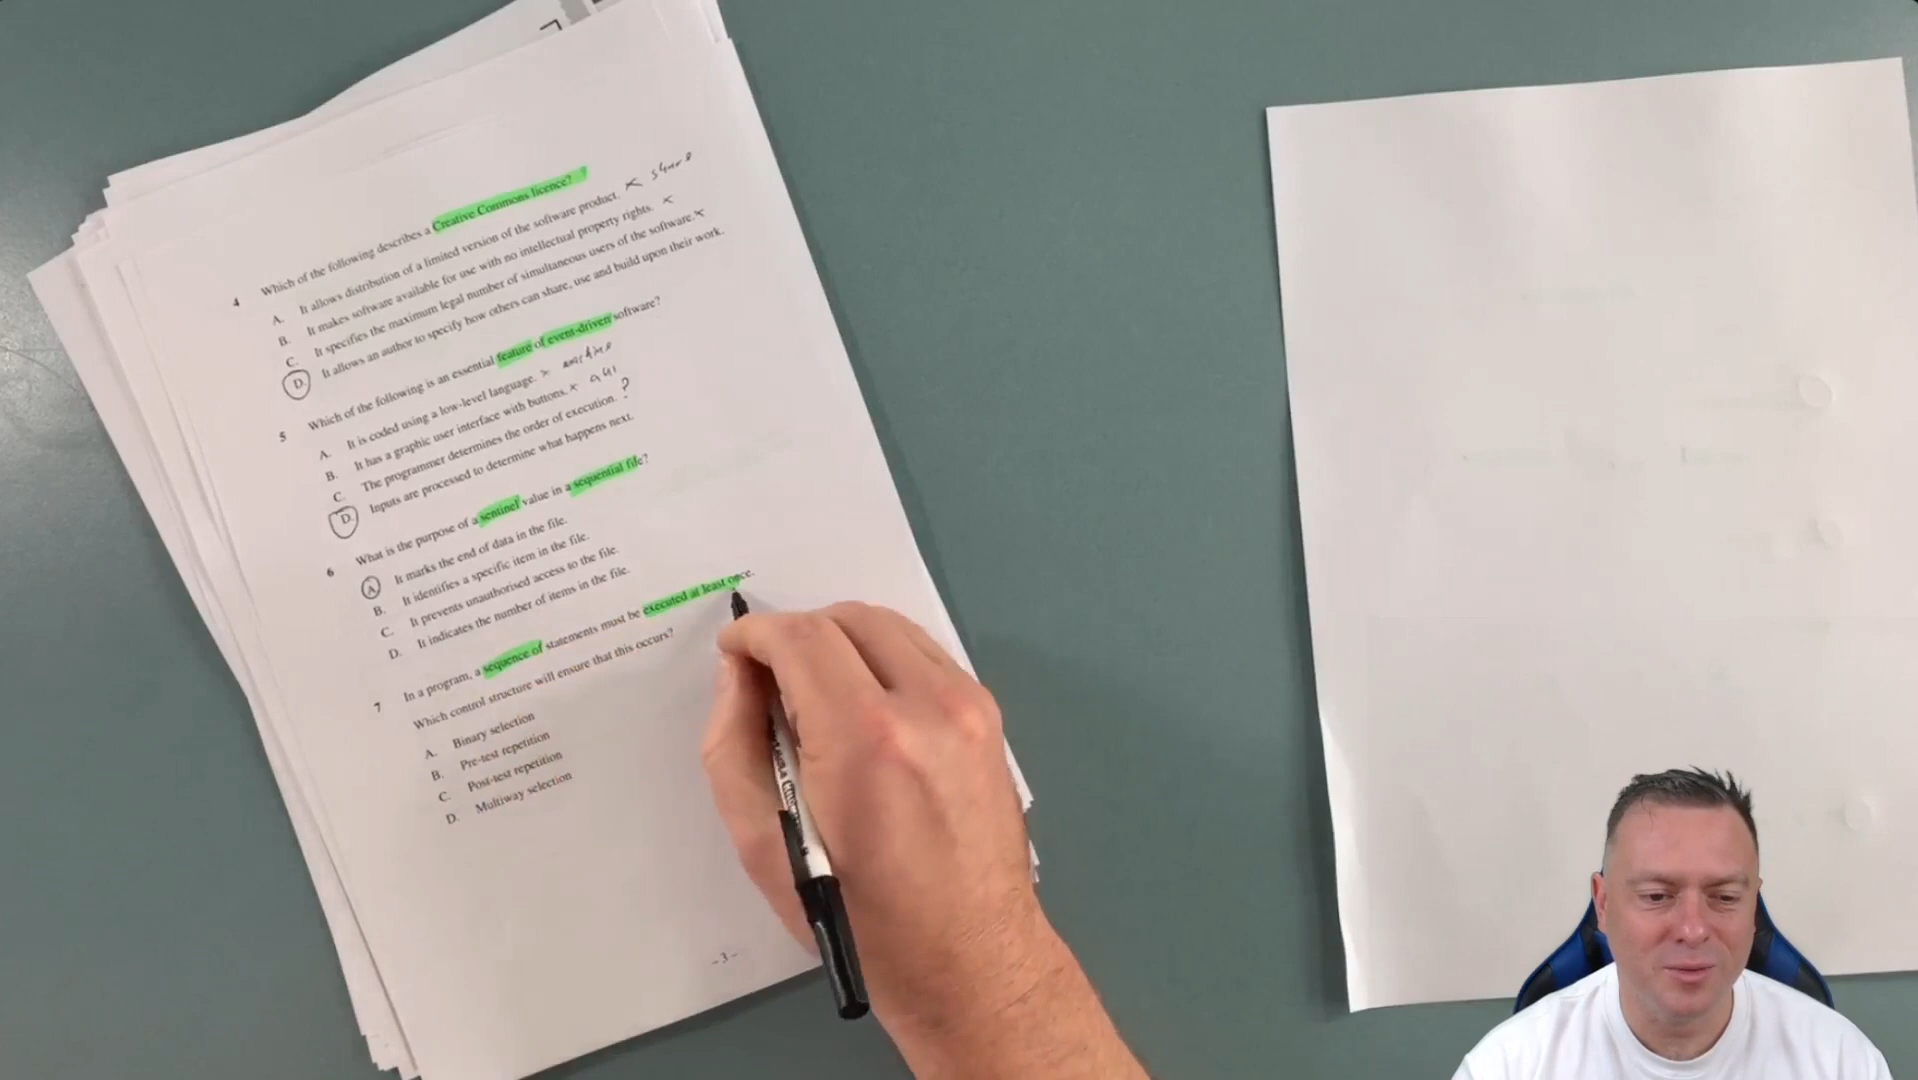 4 Which of the following describes a Creative Commons licence?
A. It allows distribution of a limited version of the software product. × share
B. It makes software available for use with no intellectual property rights. ×
C. It specifies the maximum legal number of simultaneous users of the software. ×
D. It allows an author to specify how others can share, use and build upon their work.
5 Which of the following is an essential feature of event-driven software?
A. It is coded using a low-level language. × machine
B. It has a graphic user interface with buttons. × gui
C. The programmer determines the order of execution. ?
D. Inputs are processed to determine what happens next.
6 What is the purpose of a sentinel value in a sequential file?
A It marks the end of data in the file.
B. It identifies a specific item in the file.
C. It prevents unauthorised access to the file.
D. It indicates the number of items in the file.
7 In a program, a sequence of statements must be executed at least once.
Which control structure will ensure that this occurs?
A. Binary selection
B. Pre-test repetition
C. Post-test repetition
D. Multiway selection
– 3 –